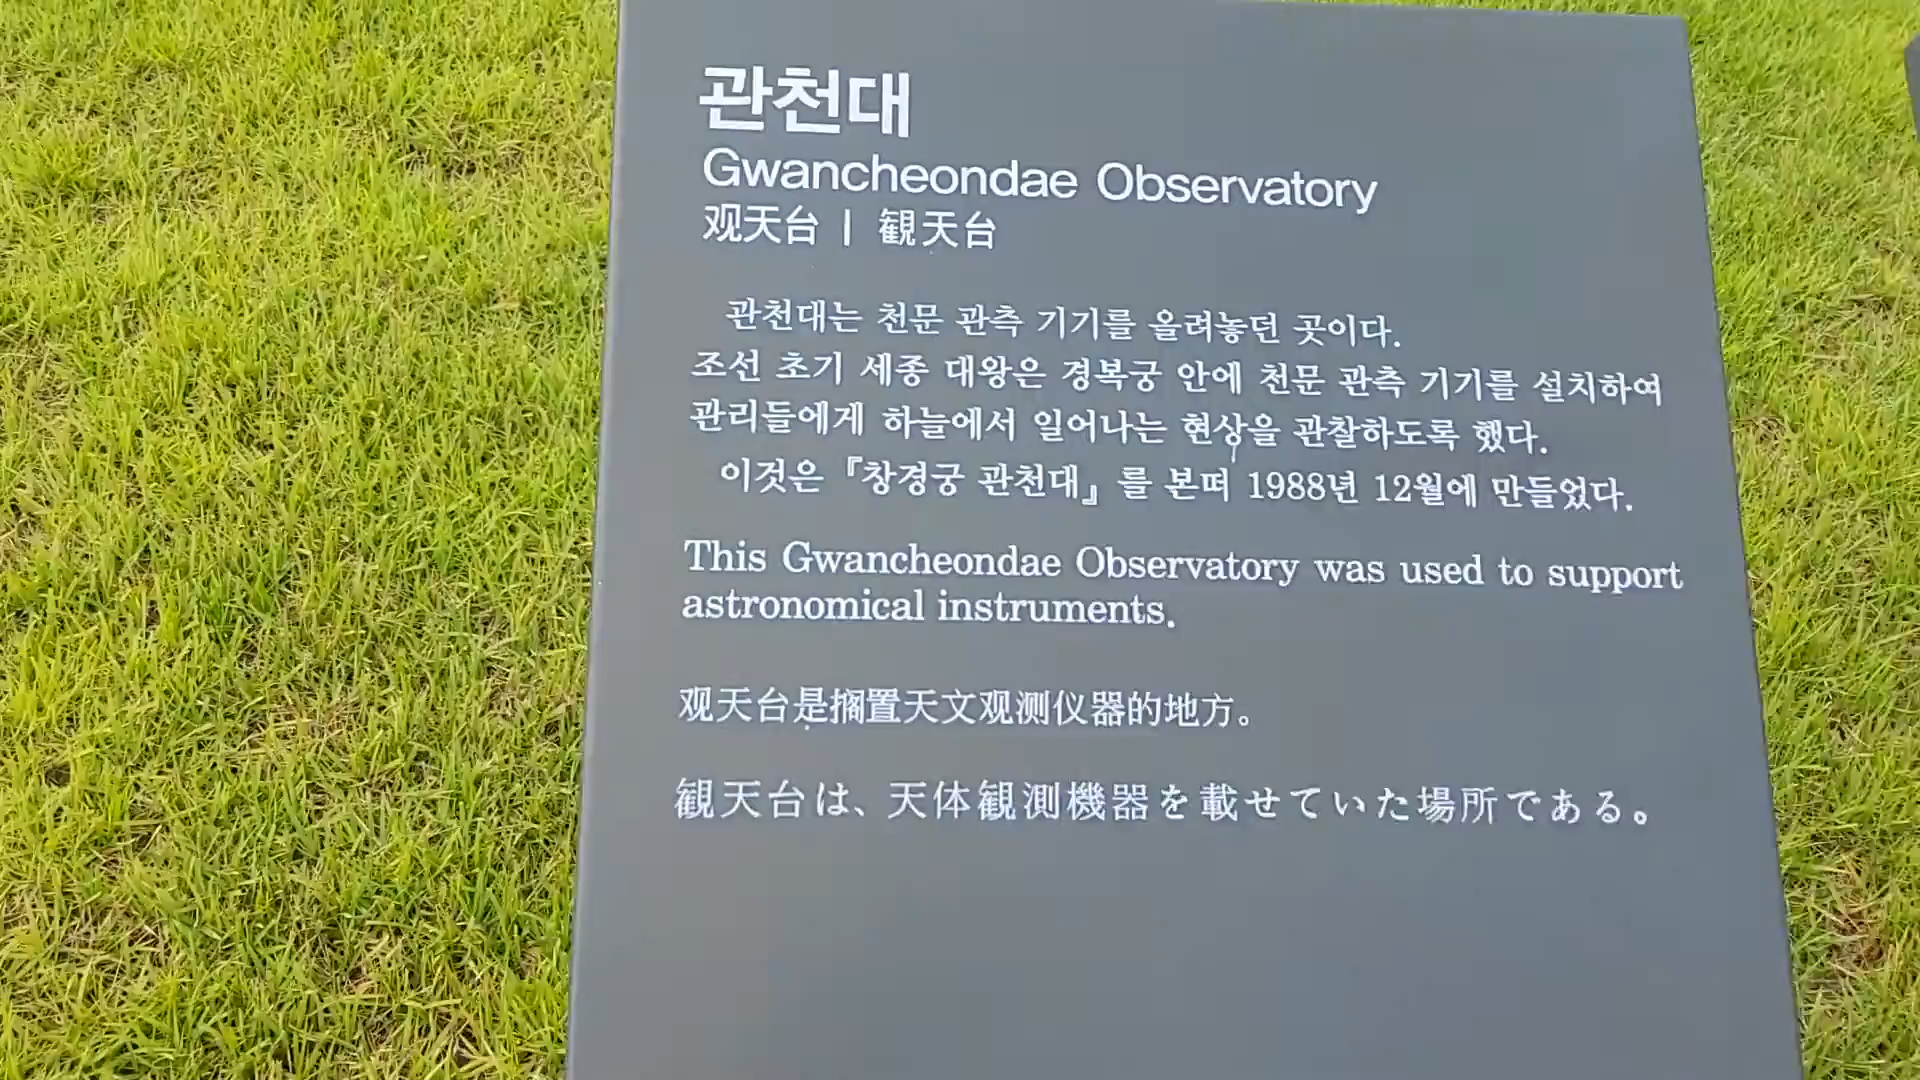 관천대
Gwancheondae Observatory
观天台 | 観天台
관천대는 천문 관측 기기를 올려놓던 곳이다.
조선 초기 세종 대왕은 경복궁 안에 천문 관측 기기를 설치하여
관리들에게 하늘에서 일어나는 현상을 관찰하도록 했다.
이것은 『창경궁 관천대』를 본떠 1988년 12월에 만들었다.
This Gwancheondae Observatory was used to support
astronomical instruments.
观天台是搁置天文观测仪器的地方。
観天台は、天体観測機器を載せていた場所である。